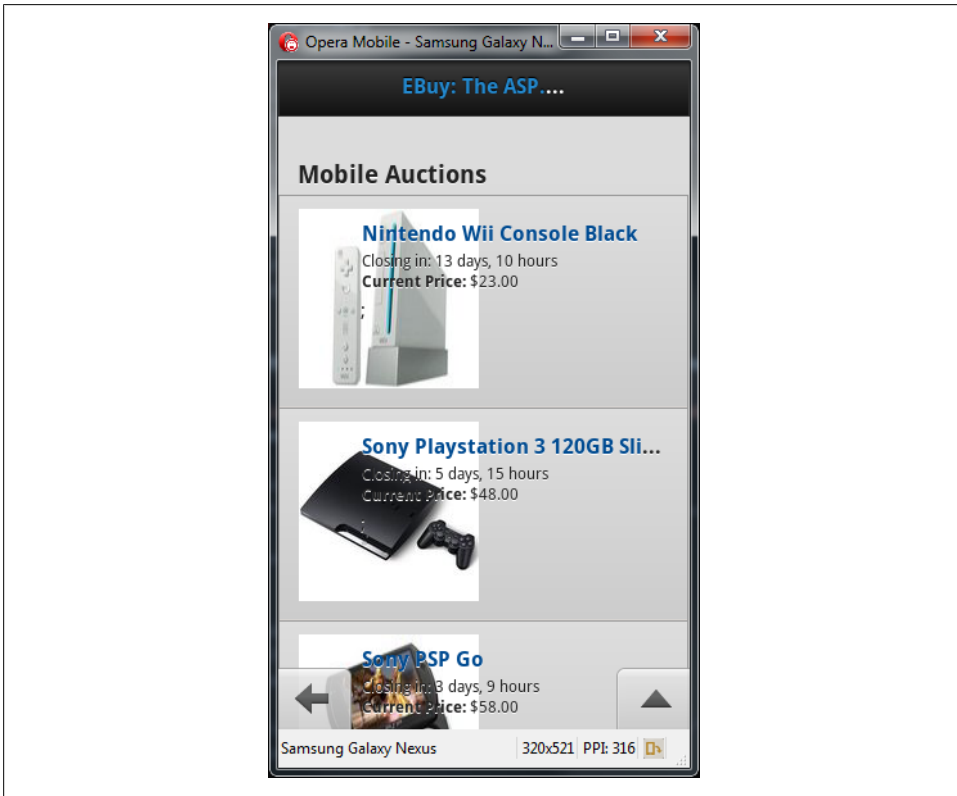 Opera Mobile - Samsung Galaxy N...
EBuy: The ASP....
Mobile Auctions
Nintendo Wii Console Black
Closing in: 13 days, 10 hours
Current Price: $23.00
;
Sony Playstation 3 120GB Sli...
Closing in: 5 days, 15 hours
Current Price: $48.00
Sony PSP Go
Closing in: 3 days, 9 hours
Current Price: $58.00
Samsung Galaxy Nexus 320x521 PPI: 316